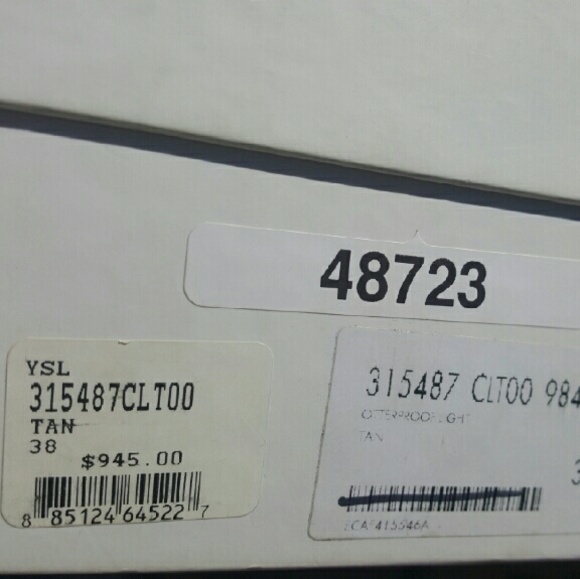 48723
YSL
315487CLT00
TAN
38
$945.00
8 85124 64522 7
315487 CLT00 984
TAN
3